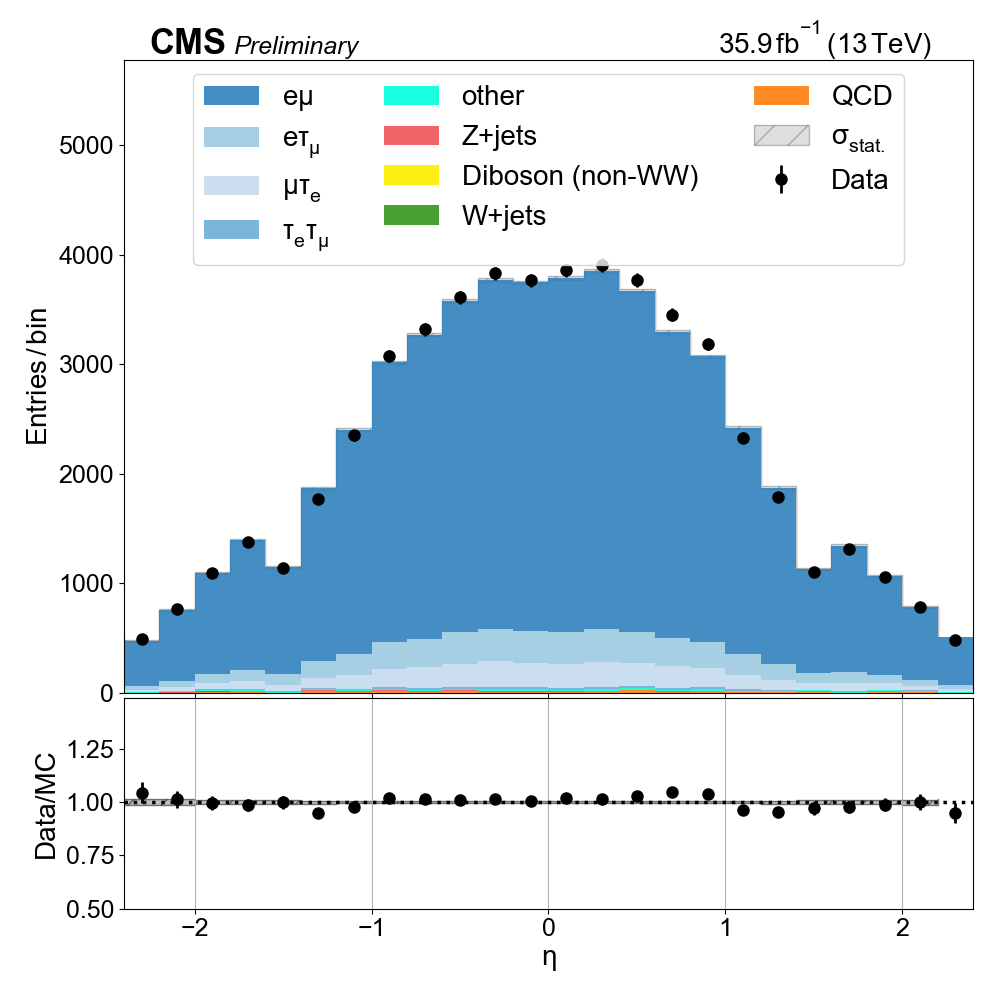 CMS Preliminary 35.9 fb⁻¹ (13 TeV)
eμ
eτμ
μτe
τeτμ
other
Z+jets
Diboson (non-WW)
W+jets
QCD
σstat.
Data
Entries/bin
5000
4000
3000
2000
1000
0
Data/MC
1.25
1.00
0.75
0.50
−2 −1 0 1 2
η